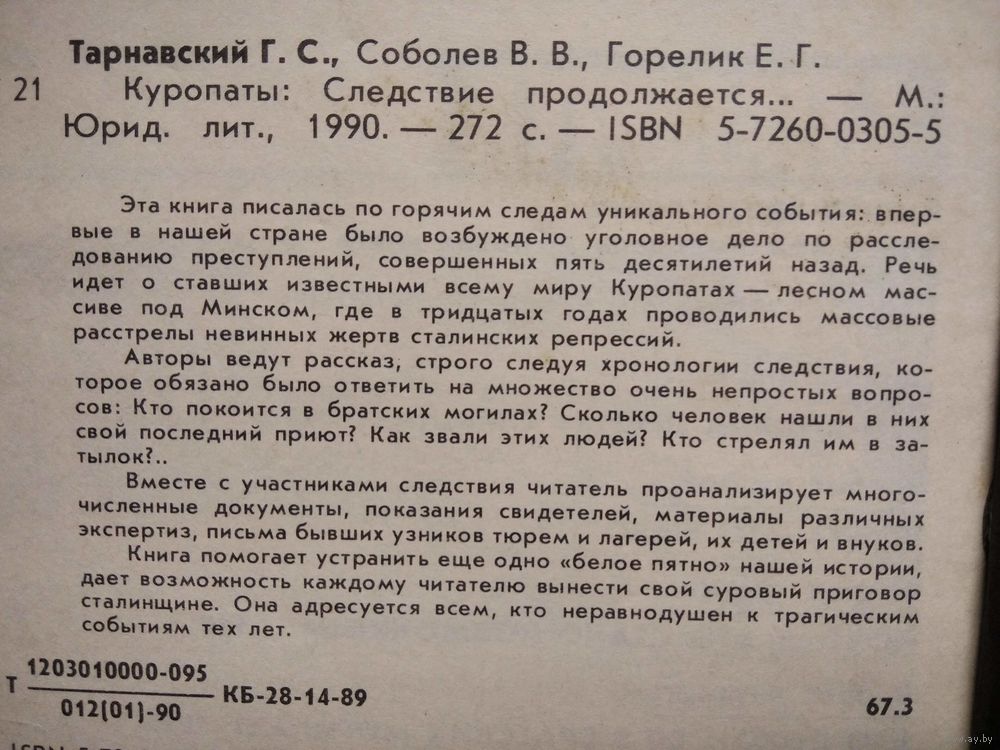 Тарнавский Г. С., Соболев В. В., Горелик Е. Г.
21 Куропаты: Следствие продолжается... — М.:
Юрид. лит., 1990. — 272 с. — ISBN 5-7260-0305-5
Эта книга писалась по горячим следам уникального события: впер-
вые в нашей стране было возбуждено уголовное дело по рассле-
дованию преступлений, совершенных пять десятилетий назад. Речь
идет о ставших известными всему миру Куропатах — лесном мас-
сиве под Минском, где в тридцатых годах проводились массовые
расстрелы невинных жертв сталинских репрессий.
Авторы ведут рассказ, строго следуя хронологии следствия, ко-
торое обязано было ответить на множество очень непростых вопро-
сов: Кто покоится в братских могилах? Сколько человек нашли в них
свой последний приют? Как звали этих людей? Кто стрелял им в за-
тылок?..
Вместе с участниками следствия читатель проанализирует много-
численные документы, показания свидетелей, материалы различных
экспертиз, письма бывших узников тюрем и лагерей, их детей и внуков.
Книга помогает устранить еще одно «белое пятно» нашей истории,
дает возможность каждому читателю вынести свой суровый приговор
сталинщине. Она адресуется всем, кто неравнодушен к трагическим
событиям тех лет.
1203010000-095
Т КБ-28-14-89
012(01)-90
67.3